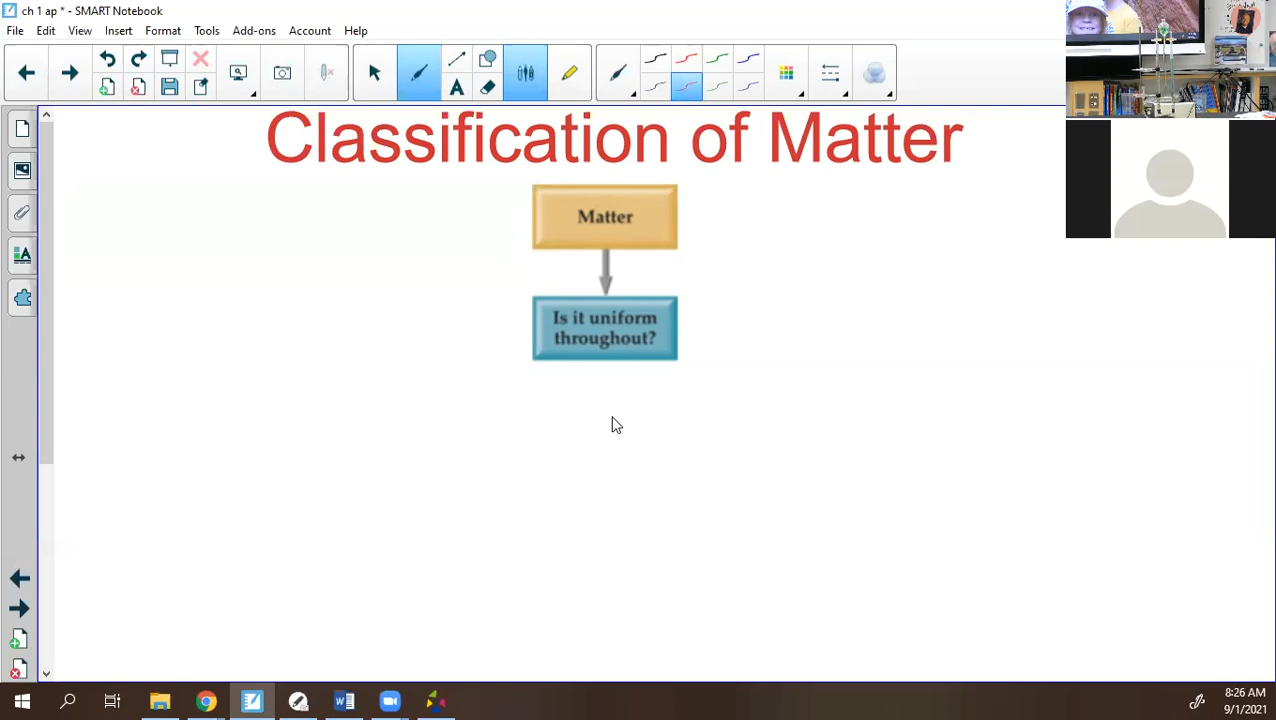 ch 1 ap * - SMART Notebook
File Edit View Insert Format Tools Add-ons Account Help
Classification of Matter
Matter
Is it uniform
throughout?
8:26 AM
9/1/2021